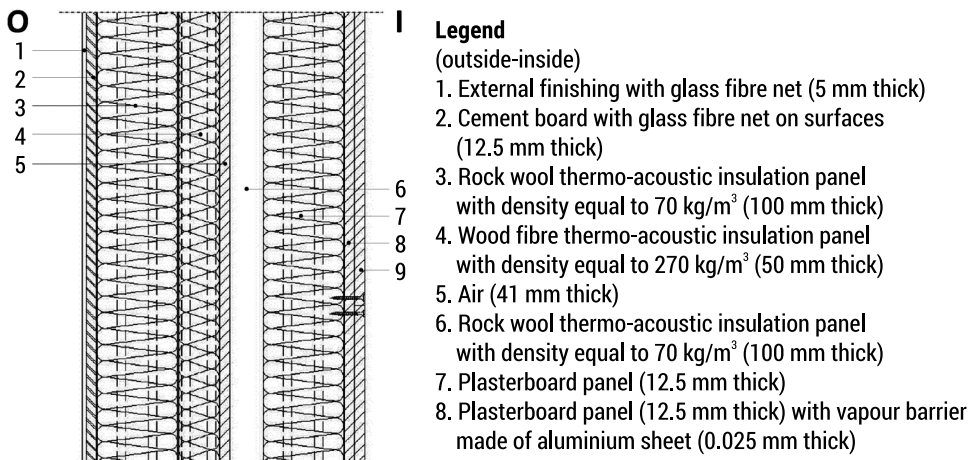 O
I
1
2
3
4
5
6
7
8
9
Legend
(outside-inside)
1. External finishing with glass fibre net (5 mm thick)
2. Cement board with glass fibre net on surfaces
(12.5 mm thick)
3. Rock wool thermo-acoustic insulation panel
with density equal to 70 kg/m³ (100 mm thick)
4. Wood fibre thermo-acoustic insulation panel
with density equal to 270 kg/m³ (50 mm thick)
5. Air (41 mm thick)
6. Rock wool thermo-acoustic insulation panel
with density equal to 70 kg/m³ (100 mm thick)
7. Plasterboard panel (12.5 mm thick)
8. Plasterboard panel (12.5 mm thick) with vapour barrier
made of aluminium sheet (0.025 mm thick)